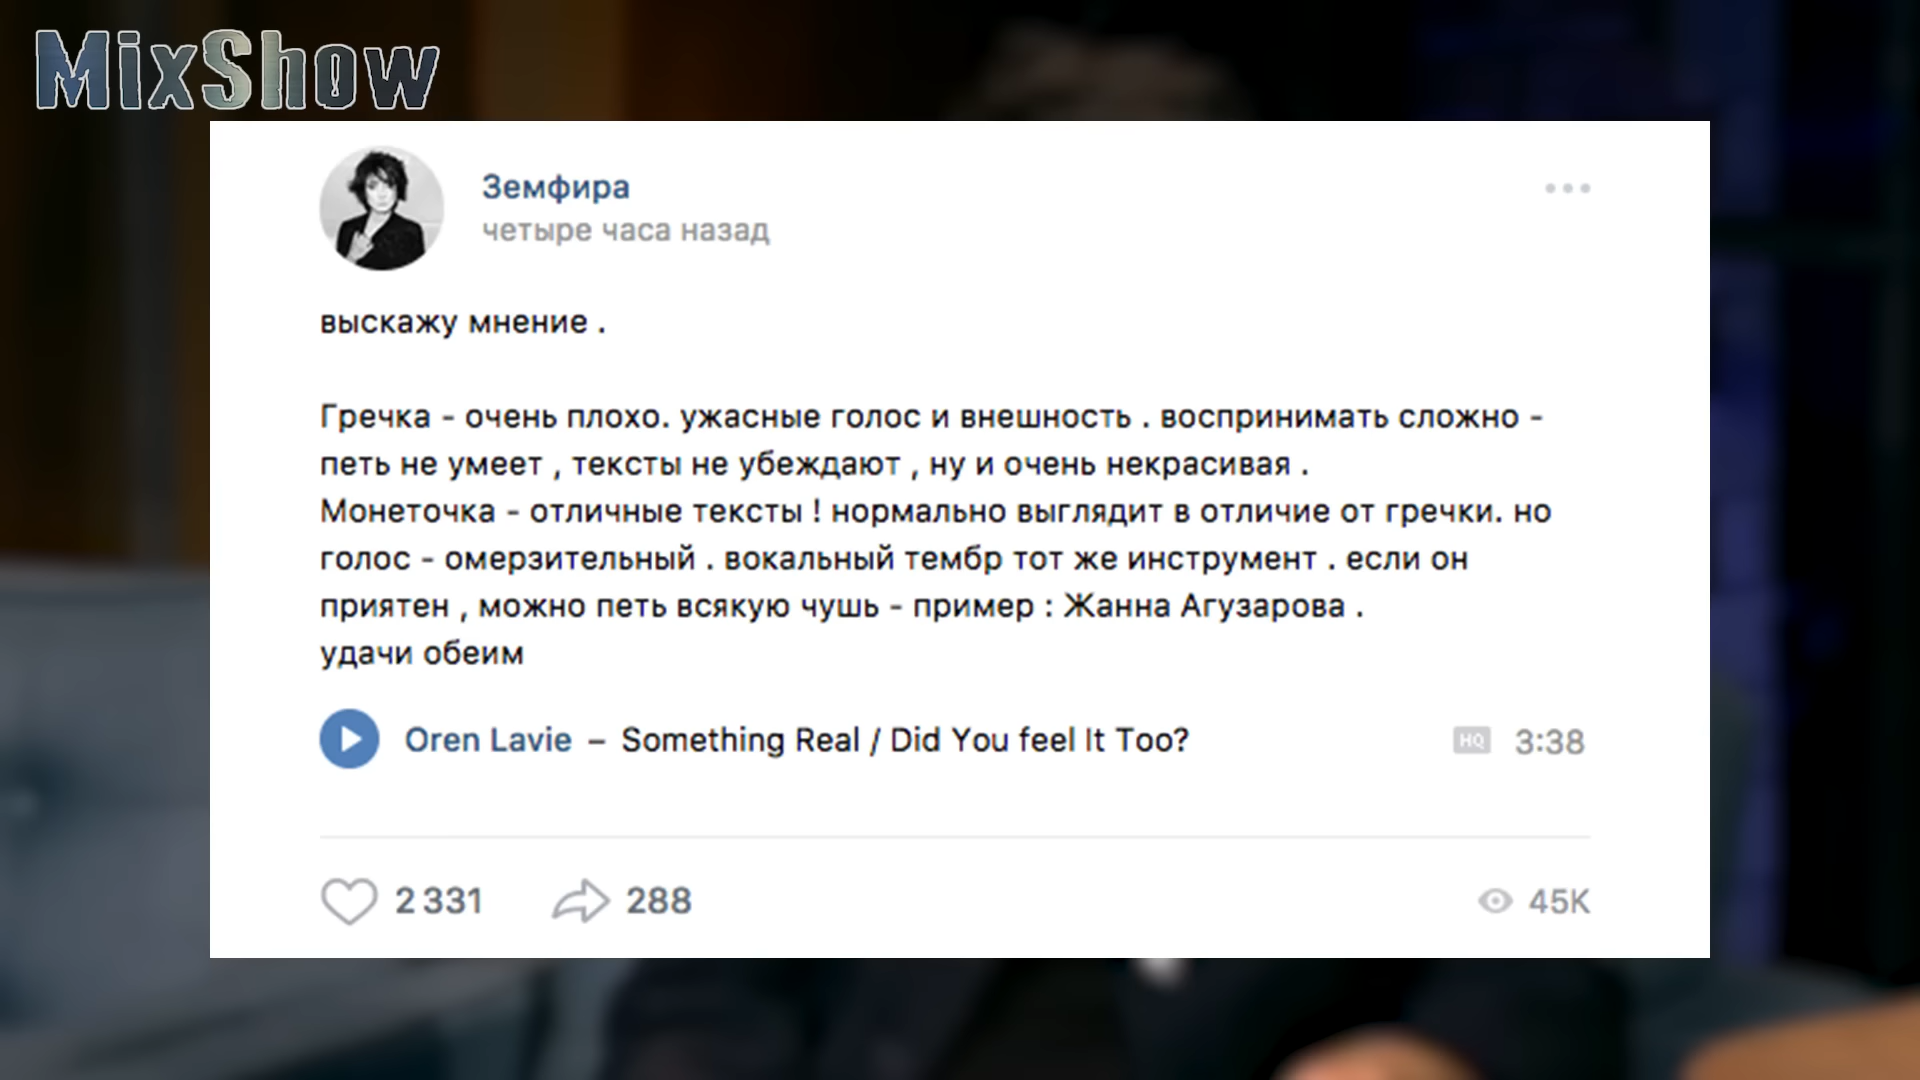 MixShow
Земфира
четыре часа назад
выскажу мнение .
Гречка - очень плохо. ужасные голос и внешность . воспринимать сложно -
петь не умеет , тексты не убеждают , ну и очень некрасивая .
Монеточка - отличные тексты ! нормально выглядит в отличие от гречки. но
голос - омерзительный . вокальный тембр тот же инструмент . если он
приятен , можно петь всякую чушь - пример : Жанна Агузарова .
удачи обеим
Oren Lavie – Something Real / Did You feel It Too? HQ 3:38
2 331 288 45K